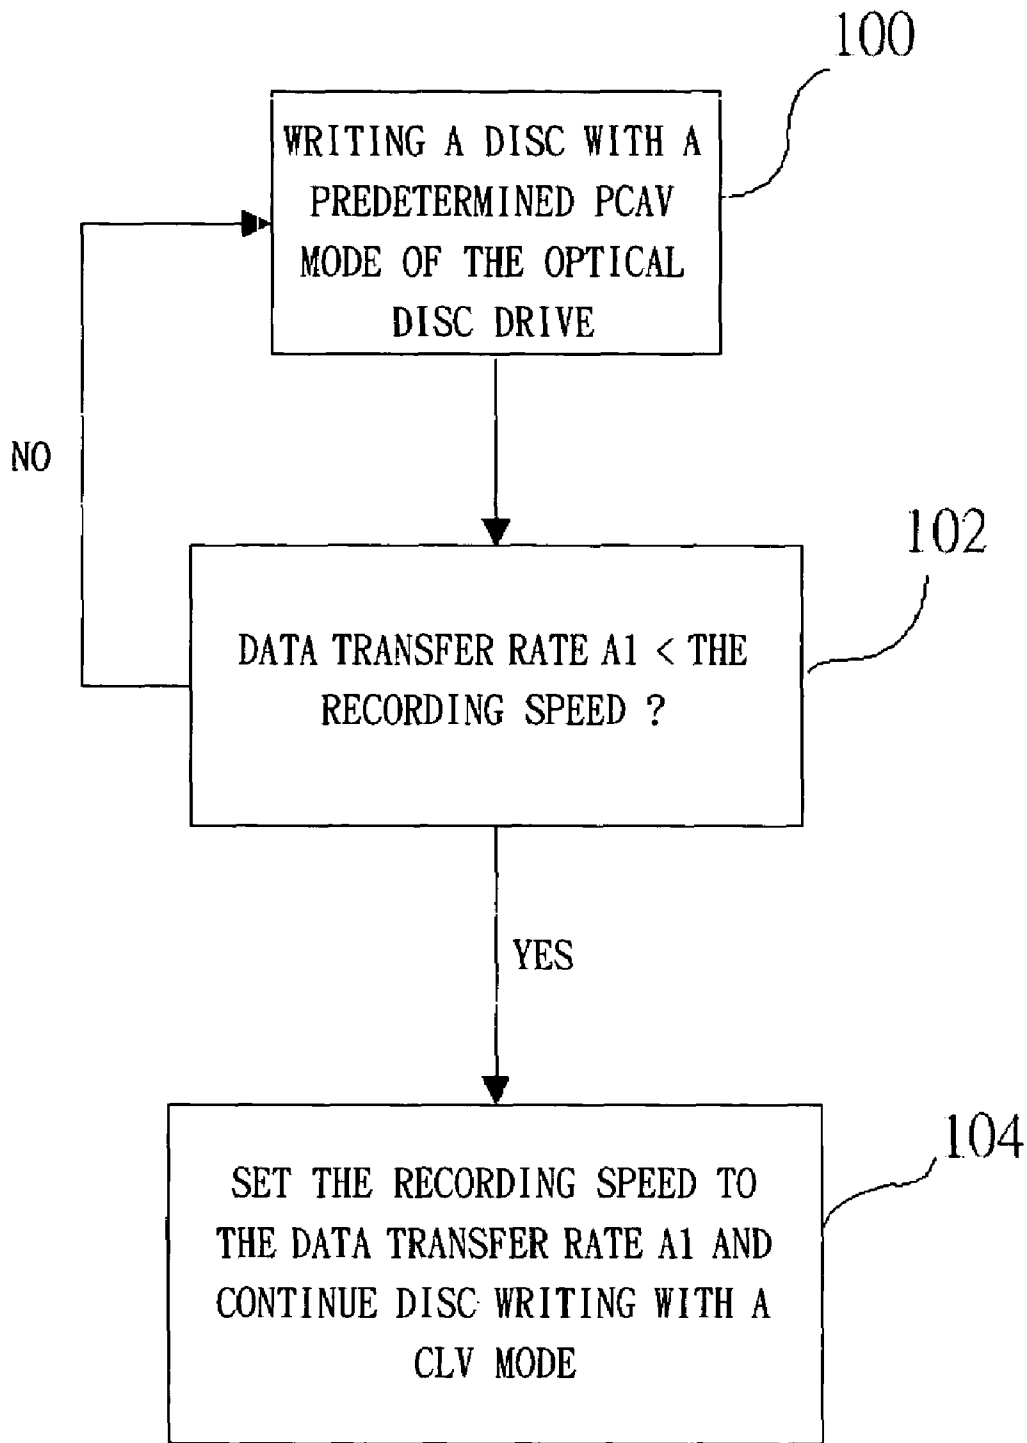 100
WRITING A DISC WITH A
PREDETERMINED PCAV
MODE OF THE OPTICAL
DISC DRIVE
NO
102
DATA TRANSFER RATE A1 < THE
RECORDING SPEED ?
YES
104
SET THE RECORDING SPEED TO
THE DATA TRANSFER RATE A1 AND
CONTINUE DISC WRITING WITH A
CLV MODE